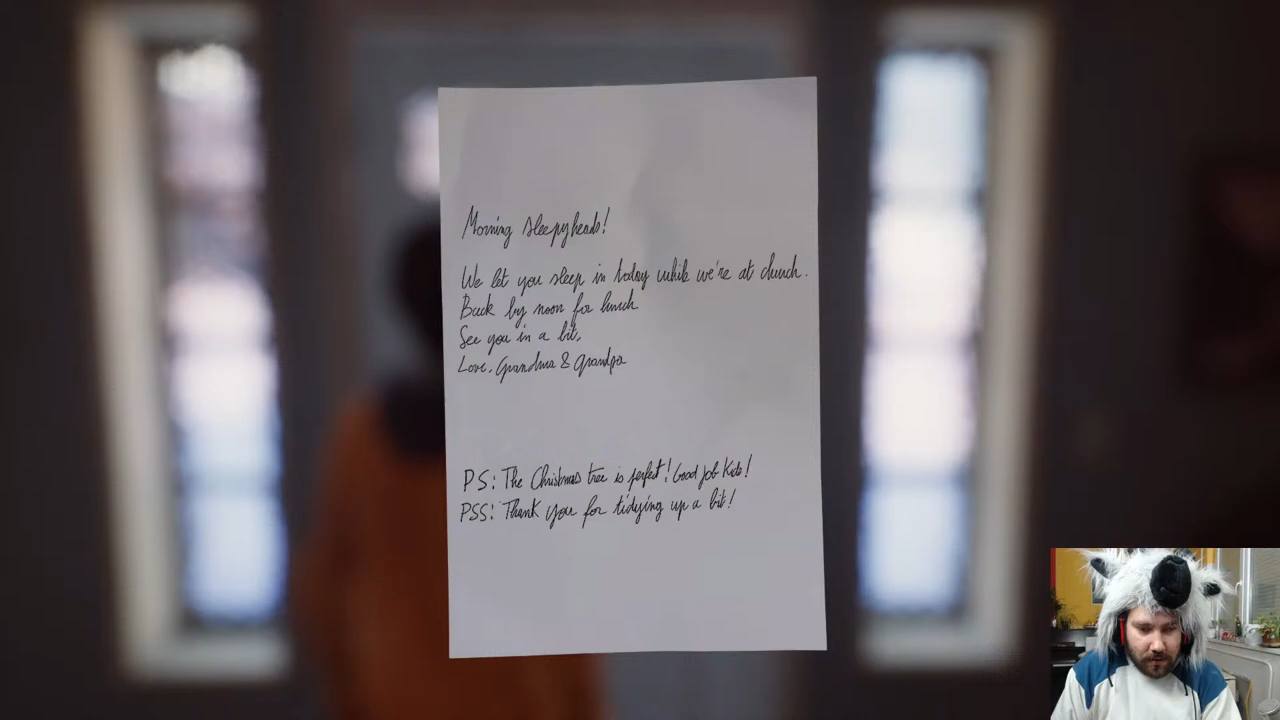 Morning sleepyheads!
We let you sleep in today while we're at church.
Back by noon for lunch
See you in a bit,
Love, Grandma & Grandpa
PS: The Christmas tree is perfect! Good job Kids!
PSS: Thank you for tidying up a bit!